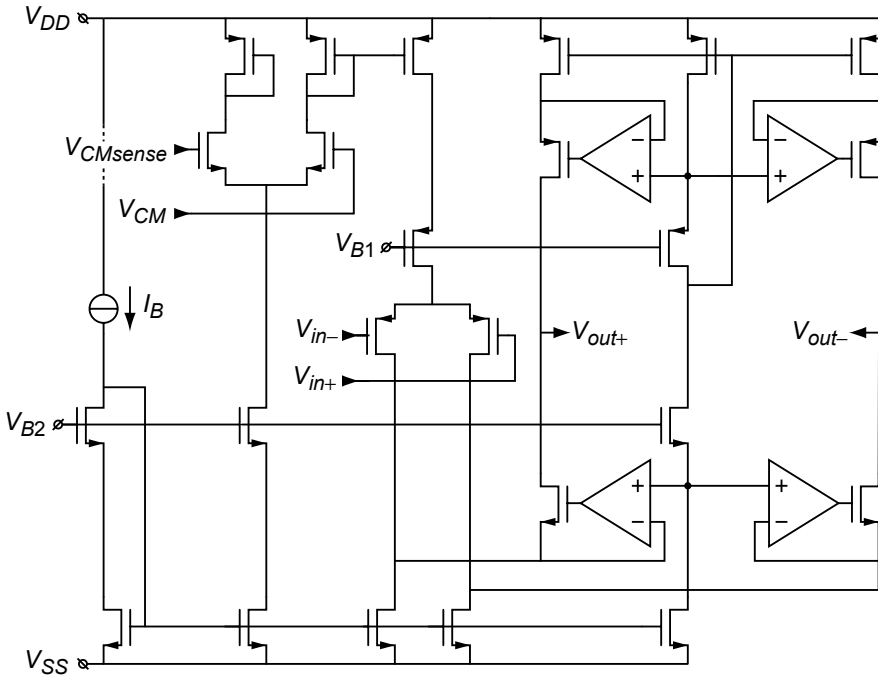 VDD
VCMsense
VCM
VB1
IB
Vin–
Vin+
Vout+
Vout–
VB2
VSS
–
+
–
+
+
–
+
–